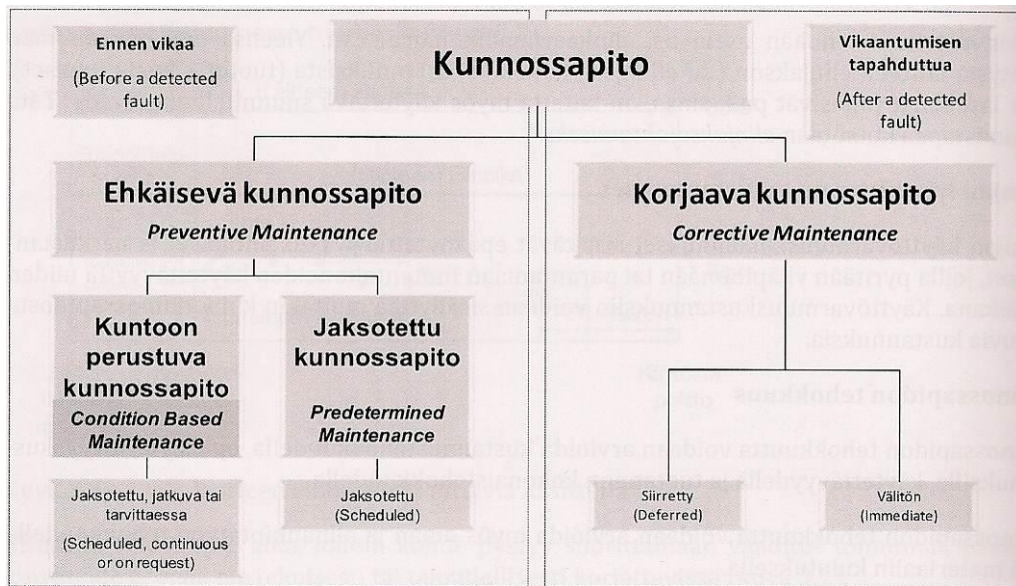 Ennen vikaa
(Before a detected
fault)
Kunnossapito
Vikaantumisen
tapahduttua
(After a detected
fault)
Ehkäisevä kunnossapito
Preventive Maintenance
Korjaava kunnossapito
Corrective Maintenance
Kuntoon
perustuva
kunnossapito
Condition Based
Maintenance
Jaksotettu
kunnossapito
Predetermined
Maintenance
Jaksotettu, jatkuva tai
tarvittaessa
(Scheduled, continuous
or on request)
Jaksotettu
(Scheduled)
Siirretty
(Deferred)
Välitön
(Immediate)